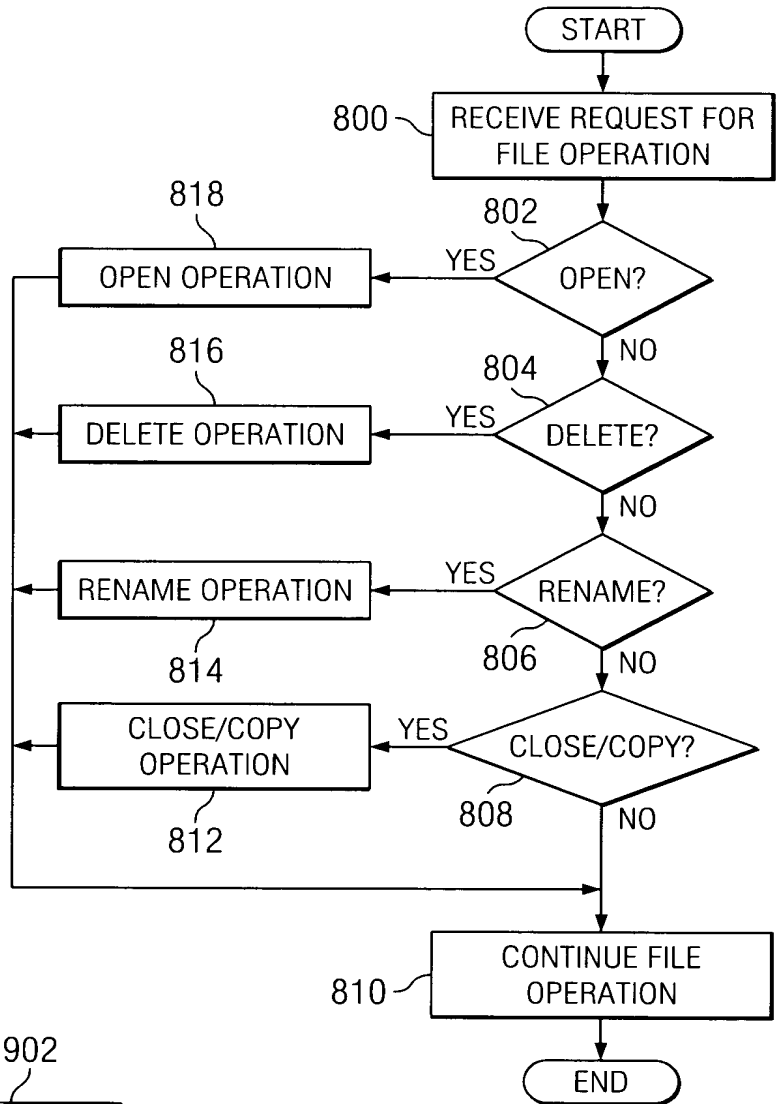 START
800
RECEIVE REQUEST FOR
FILE OPERATION
818
802
OPEN OPERATION
YES
OPEN?
NO
816
804
DELETE OPERATION
YES
DELETE?
NO
RENAME OPERATION
YES
RENAME?
814
806
NO
CLOSE/COPY
OPERATION
YES
CLOSE/COPY?
812
808
NO
810
CONTINUE FILE
OPERATION
902
END